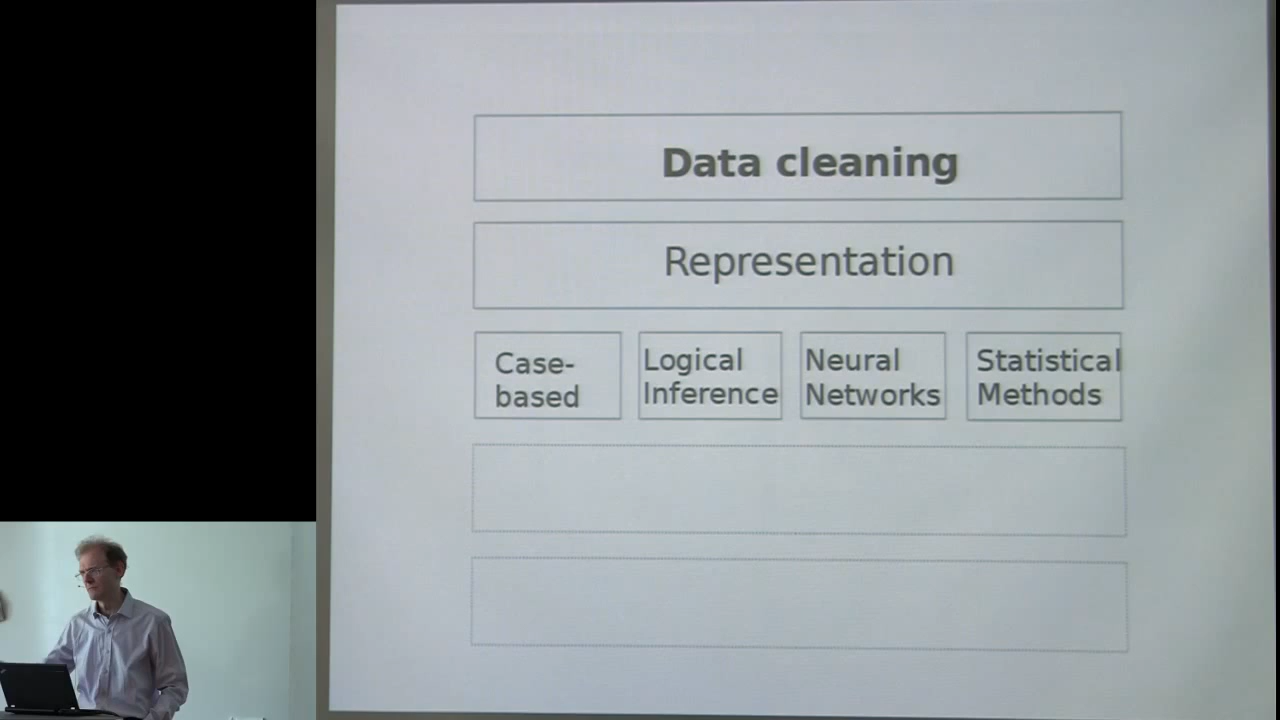 Data cleaning
Representation
Case-
based
Logical
Inference
Neural
Networks
Statistical
Methods